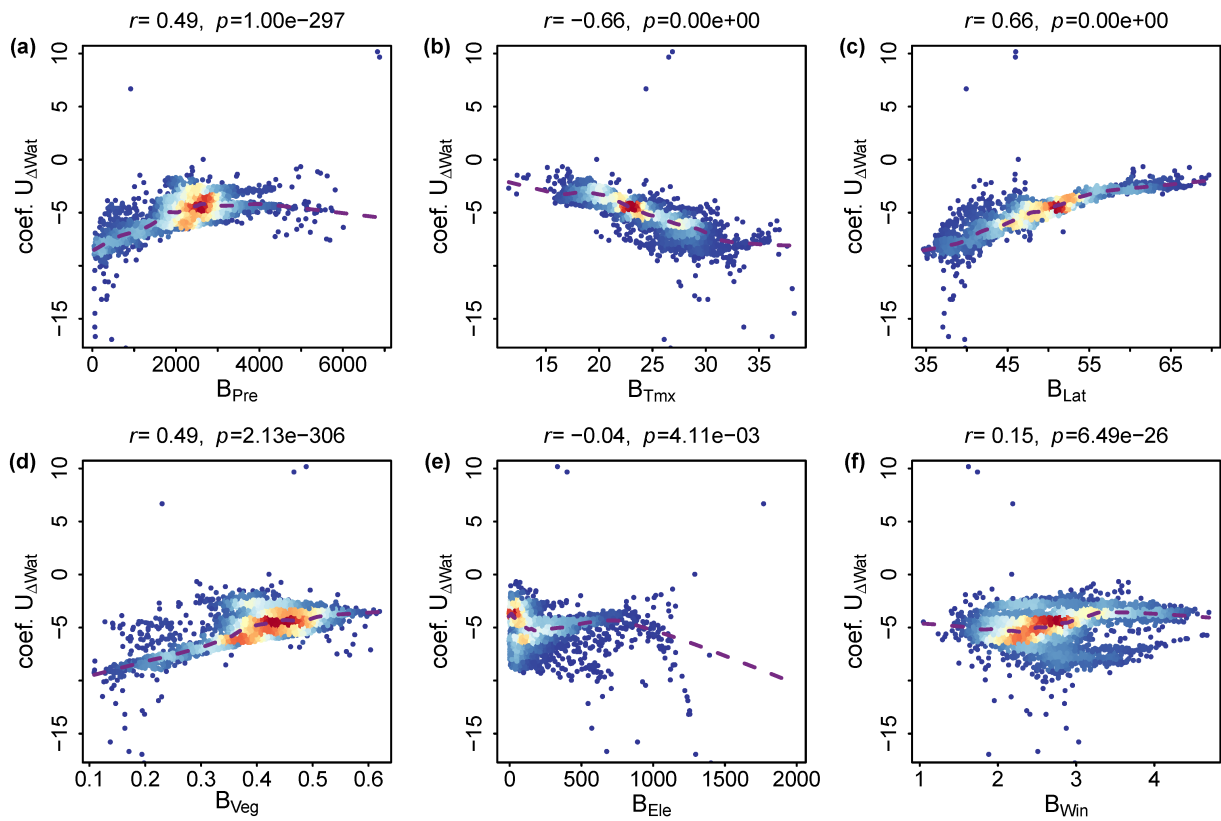 r= 0.49, p=1.00e−297
r= −0.66, p=0.00e+00
r= 0.66, p=0.00e+00
(a)
(b)
(c)
10
5
0
−5
−15
coef. UΔWat
0 2000 4000 6000
BPre
10
5
0
−5
−15
coef. UΔWat
15 20 25 30 35
BTmx
10
5
0
−5
−15
coef. UΔWat
35 45 55 65
BLat
r= 0.49, p=2.13e−306
r= −0.04, p=4.11e−03
r= 0.15, p=6.49e−26
(d)
(e)
(f)
10
5
0
−5
−15
coef. UΔWat
0.1 0.2 0.3 0.4 0.5 0.6
BVeg
10
5
0
−5
−15
coef. UΔWat
0 500 1000 1500 2000
BEle
10
5
0
−5
−15
coef. UΔWat
1 2 3 4
BWin